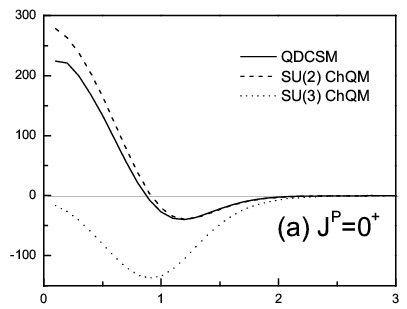 300
QDCSM
SU(2) ChQM
SU(3) ChQM
200
100
0
(a) J^P=0^+
-100
0
1
2
3